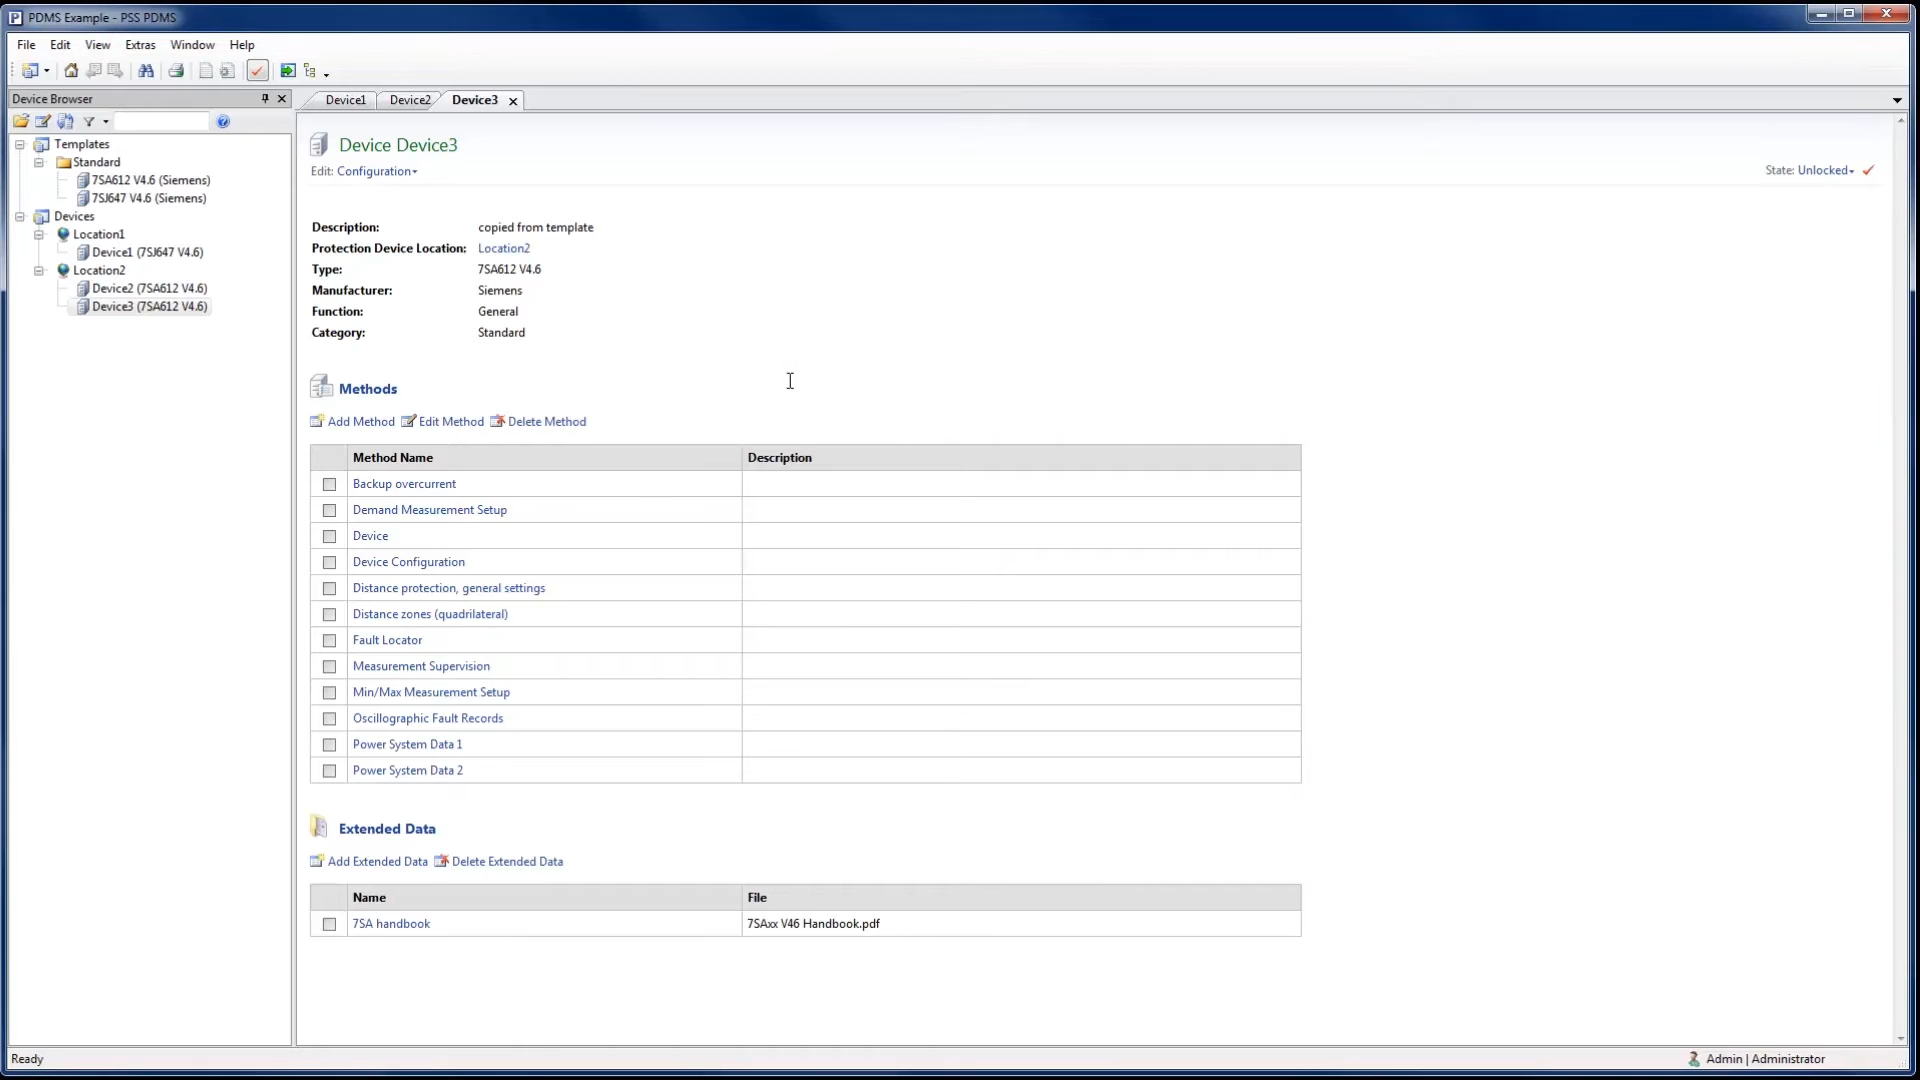 PDMS Example - PSS PDMS
File Edit View Extras Window Help
Device Browser
Device1 Device2 Device3
Templates
Standard
7SA612 V4.6 (Siemens)
7SJ647 V4.6 (Siemens)
Devices
Location1
Device1 (7SJ647 V4.6)
Location2
Device2 (7SA612 V4.6)
Device3 (7SA612 V4.6)
Device Device3
Edit: Configuration
State: Unlocked
Description: copied from template
Protection Device Location: Location2
Type: 7SA612 V4.6
Manufacturer: Siemens
Function: General
Category: Standard
Methods
Add Method Edit Method Delete Method
Method Name Description
Backup overcurrent
Demand Measurement Setup
Device
Device Configuration
Distance protection, general settings
Distance zones (quadrilateral)
Fault Locator
Measurement Supervision
Min/Max Measurement Setup
Oscillographic Fault Records
Power System Data 1
Power System Data 2
Extended Data
Add Extended Data Delete Extended Data
Name File
7SA handbook 7SAxx V46 Handbook.pdf
Ready
Admin | Administrator